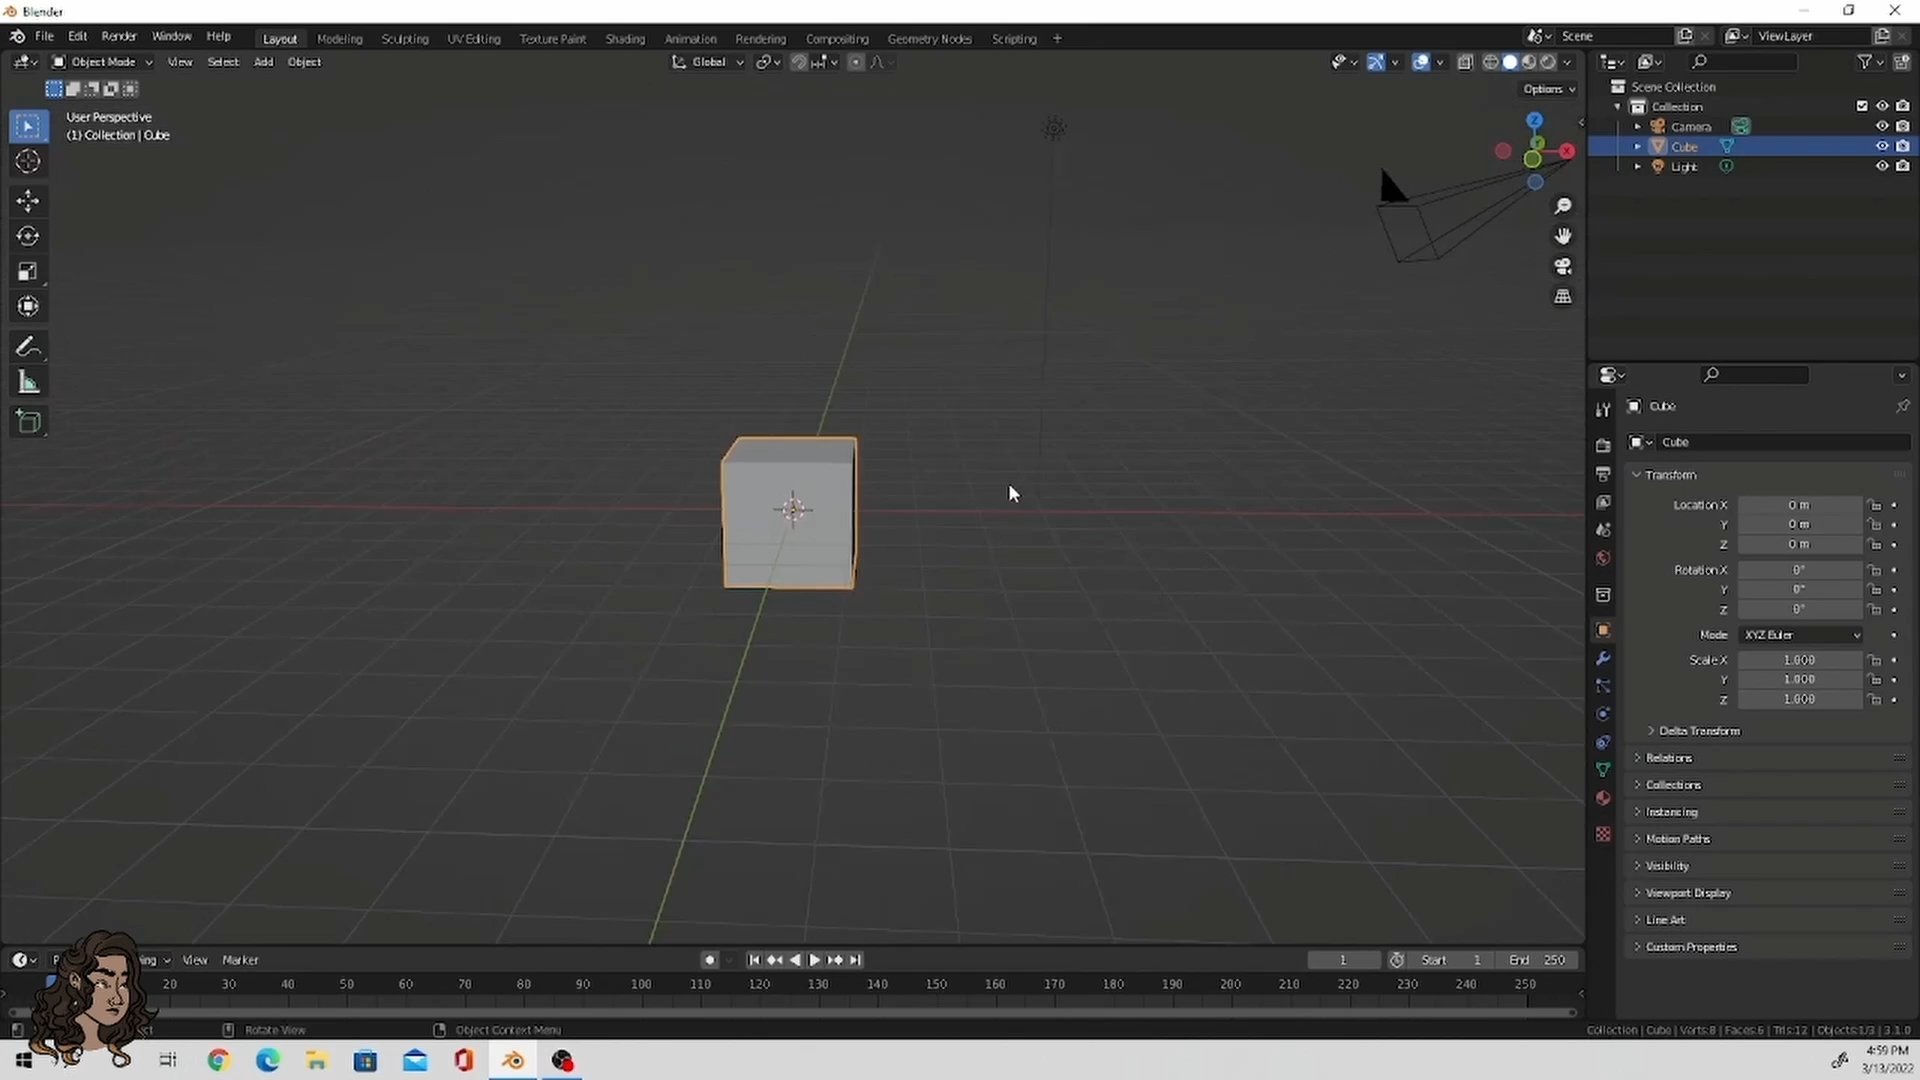 Blender
File Edit Render Window Help Layout Modeling Sculpting UV Editing Texture Paint Shading Animation Rendering Compositing Geometry Nodes Scripting + Scene ViewLayer
Object Mode View Select Add Object Global
Options
User Perspective
(1) Collection | Cube
Z
Y
X
Scene Collection
Collection
Camera
Cube
Light
Cube
Cube
Transform
Location X 0 m
Y 0 m
Z 0 m
Rotation X 0°
Y 0°
Z 0°
Mode XYZ Euler
Scale X 1.000
Y 1.000
Z 1.000
Delta Transform
Relations
Collections
Instancing
Motion Paths
Visibility
Viewport Display
Line Art
Custom Properties
View Marker 1 Start 1 End 250
20 30 40 50 60 70 80 90 100 110 120 130 140 150 160 170 180 190 200 210 220 230 240 250
Rotate View Object Context Menu Collection | Cube | Verts:8 | Faces:6 | Tris:12 | Objects:1/3 | 3.1.0
4:59 PM
3/13/2022